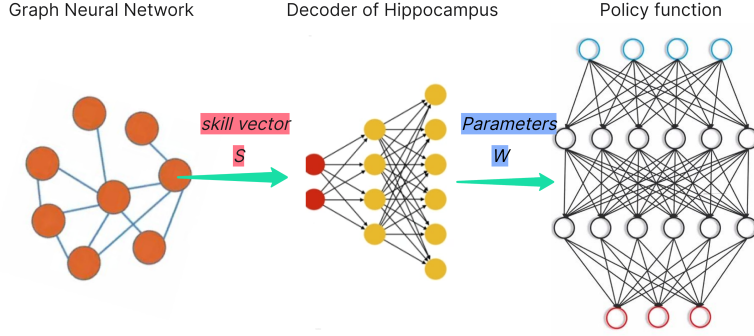 Graph Neural Network
Decoder of Hippocampus
Policy function
skill vector
S
Parameters
W